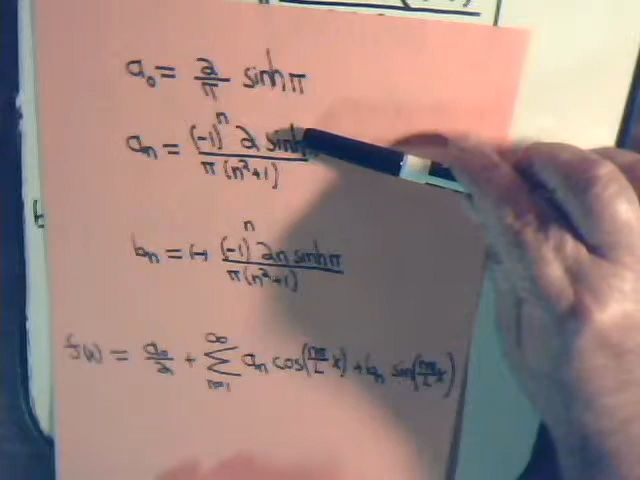 a₀ = 2/π sinh π
aₙ = (-1)ⁿ 2 sinh / π(n²+1)
bₙ = - (-1)ⁿ 2n sinh π / π(n²+1)
f(x) = a₀/2 + ∑_{n=1}^{∞} aₙ cos(nπ/L x) + bₙ sin(nπ/L x)